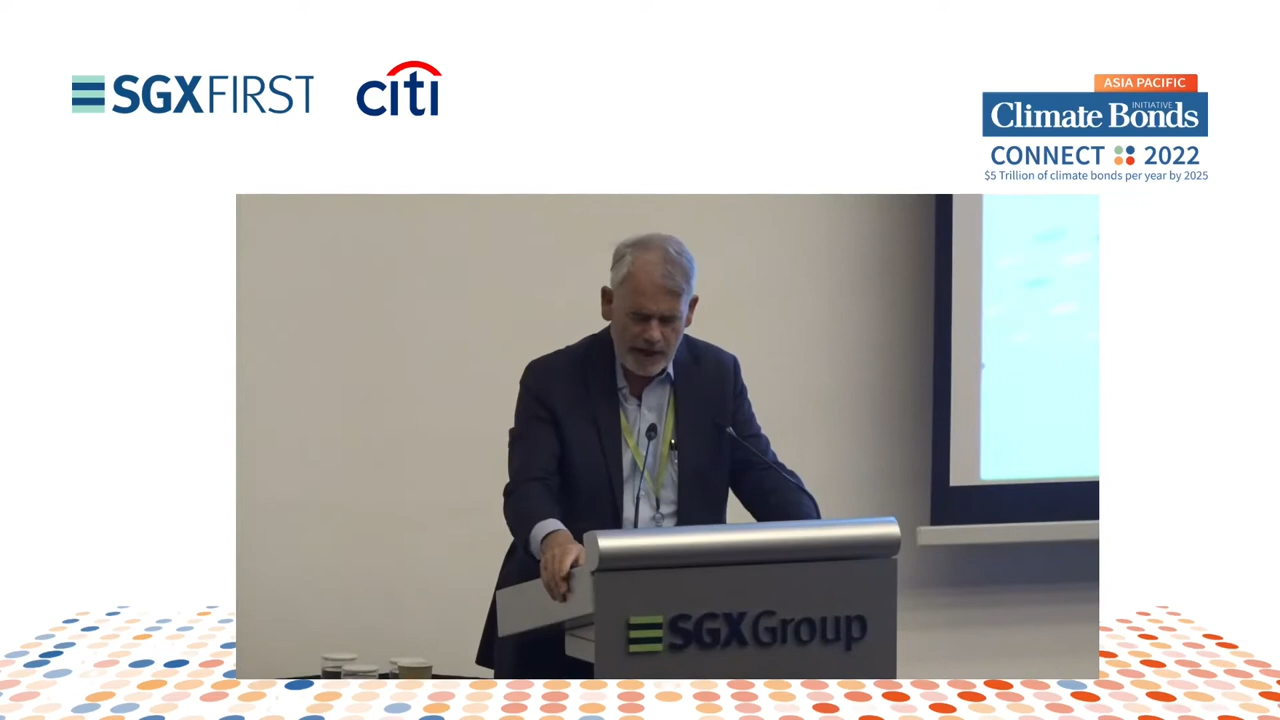 SGXFIRST
citi
ASIA PACIFIC
Climate Bonds
INITIATIVE
CONNECT 2022
$5 Trillion of climate bonds per year by 2025
SGXGroup